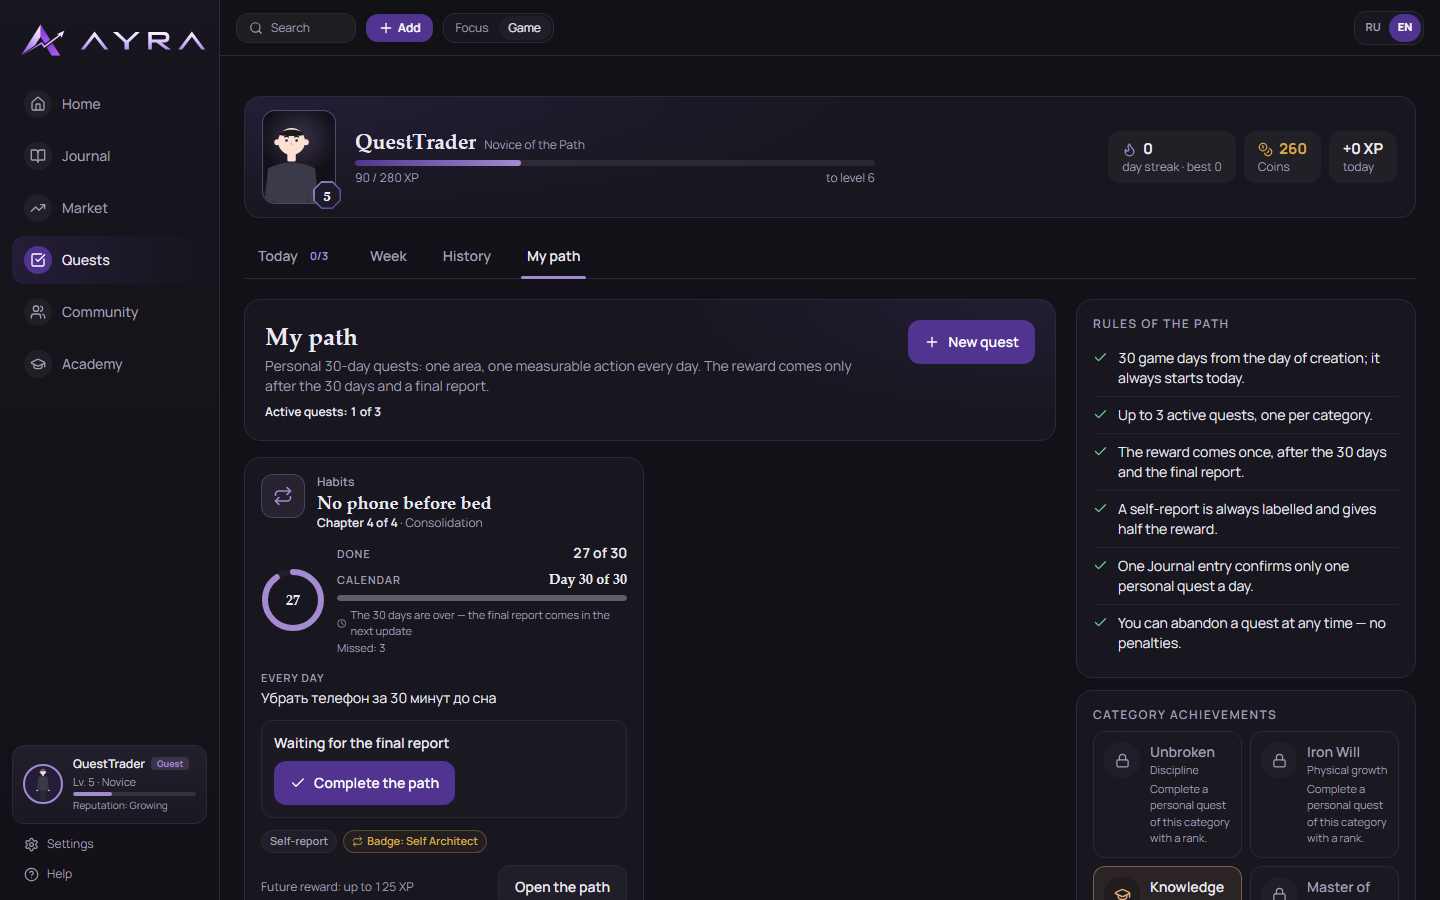 AYRA
Search
Add
Focus
Game
RU
EN
Home
Journal
Market
Quests
Community
Academy
QuestTrader
Guest
Lv. 5 · Novice
Reputation: Growing
Settings
Help
5
QuestTrader Novice of the Path
90 / 280 XP
to level 6
0
day streak · best 0
260
Coins
+0 XP
today
Today 0/3
Week
History
My path
My path
Personal 30-day quests: one area, one measurable action every day. The reward comes only
after the 30 days and a final report.
Active quests: 1 of 3
New quest
Habits
No phone before bed
Chapter 4 of 4 · Consolidation
27
DONE
27 of 30
CALENDAR
Day 30 of 30
The 30 days are over — the final report comes in the
next update
Missed: 3
EVERY DAY
Убрать телефон за 30 минут до сна
Waiting for the final report
Complete the path
Self-report
Badge: Self Architect
Future reward: up to 125 XP
Open the path
RULES OF THE PATH
30 game days from the day of creation; it
always starts today.
Up to 3 active quests, one per category.
The reward comes once, after the 30 days
and the final report.
A self-report is always labelled and gives
half the reward.
One Journal entry confirms only one
personal quest a day.
You can abandon a quest at any time — no
penalties.
CATEGORY ACHIEVEMENTS
Unbroken
Discipline
Complete a
personal quest
of this category
with a rank.
Iron Will
Physical growth
Complete a
personal quest
of this category
with a rank.
Knowledge
Master of